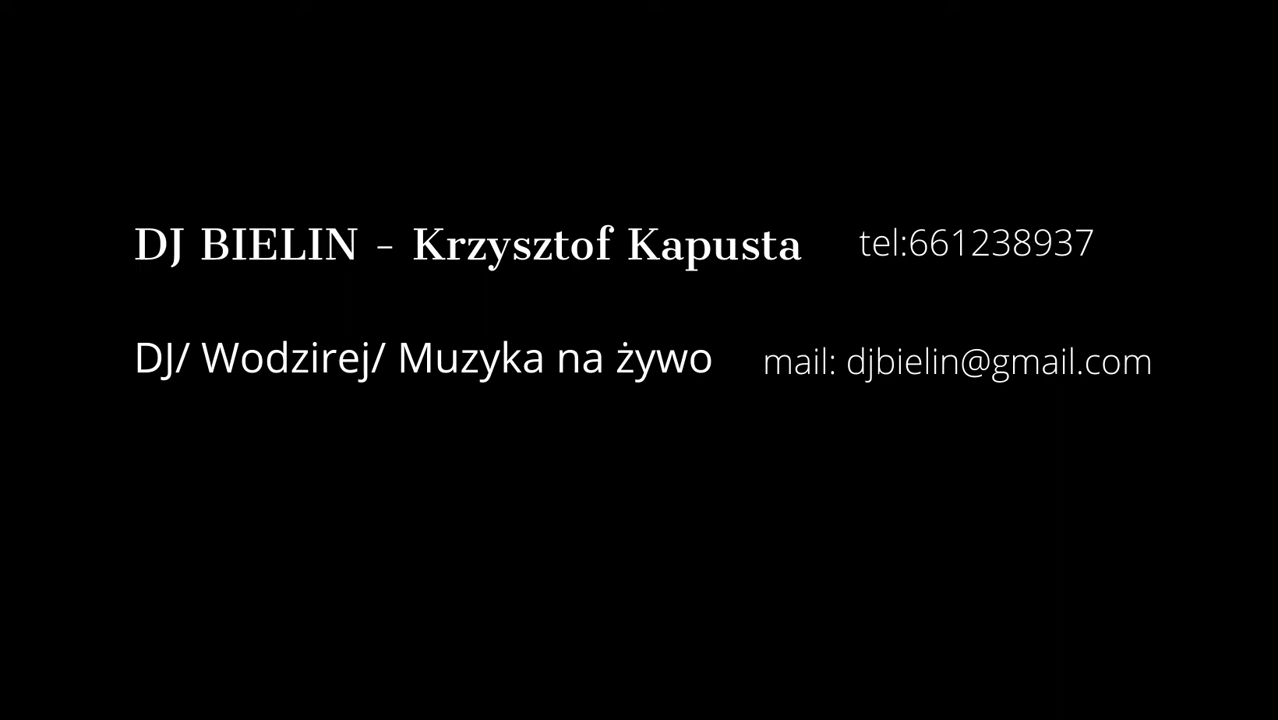 DJ BIELIN - Krzysztof Kapusta tel:661238937
DJ/ Wodzirej/ Muzyka na żywo mail: djbielin@gmail.com